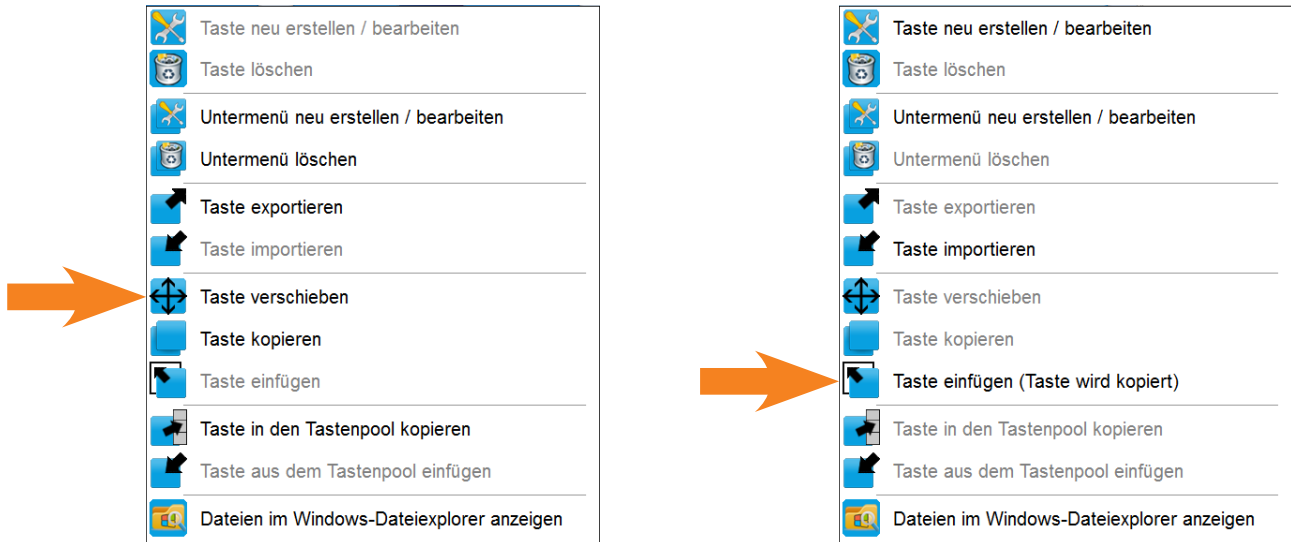 Taste neu erstellen / bearbeiten
Taste löschen
Untermenü neu erstellen / bearbeiten
Untermenü löschen
Taste exportieren
Taste importieren
Taste verschieben
Taste kopieren
Taste einfügen
Taste in den Tastenpool kopieren
Taste aus dem Tastenpool einfügen
Dateien im Windows-Dateiexplorer anzeigen
Taste neu erstellen / bearbeiten
Taste löschen
Untermenü neu erstellen / bearbeiten
Untermenü löschen
Taste exportieren
Taste importieren
Taste verschieben
Taste kopieren
Taste einfügen (Taste wird kopiert)
Taste in den Tastenpool kopieren
Taste aus dem Tastenpool einfügen
Dateien im Windows-Dateiexplorer anzeigen